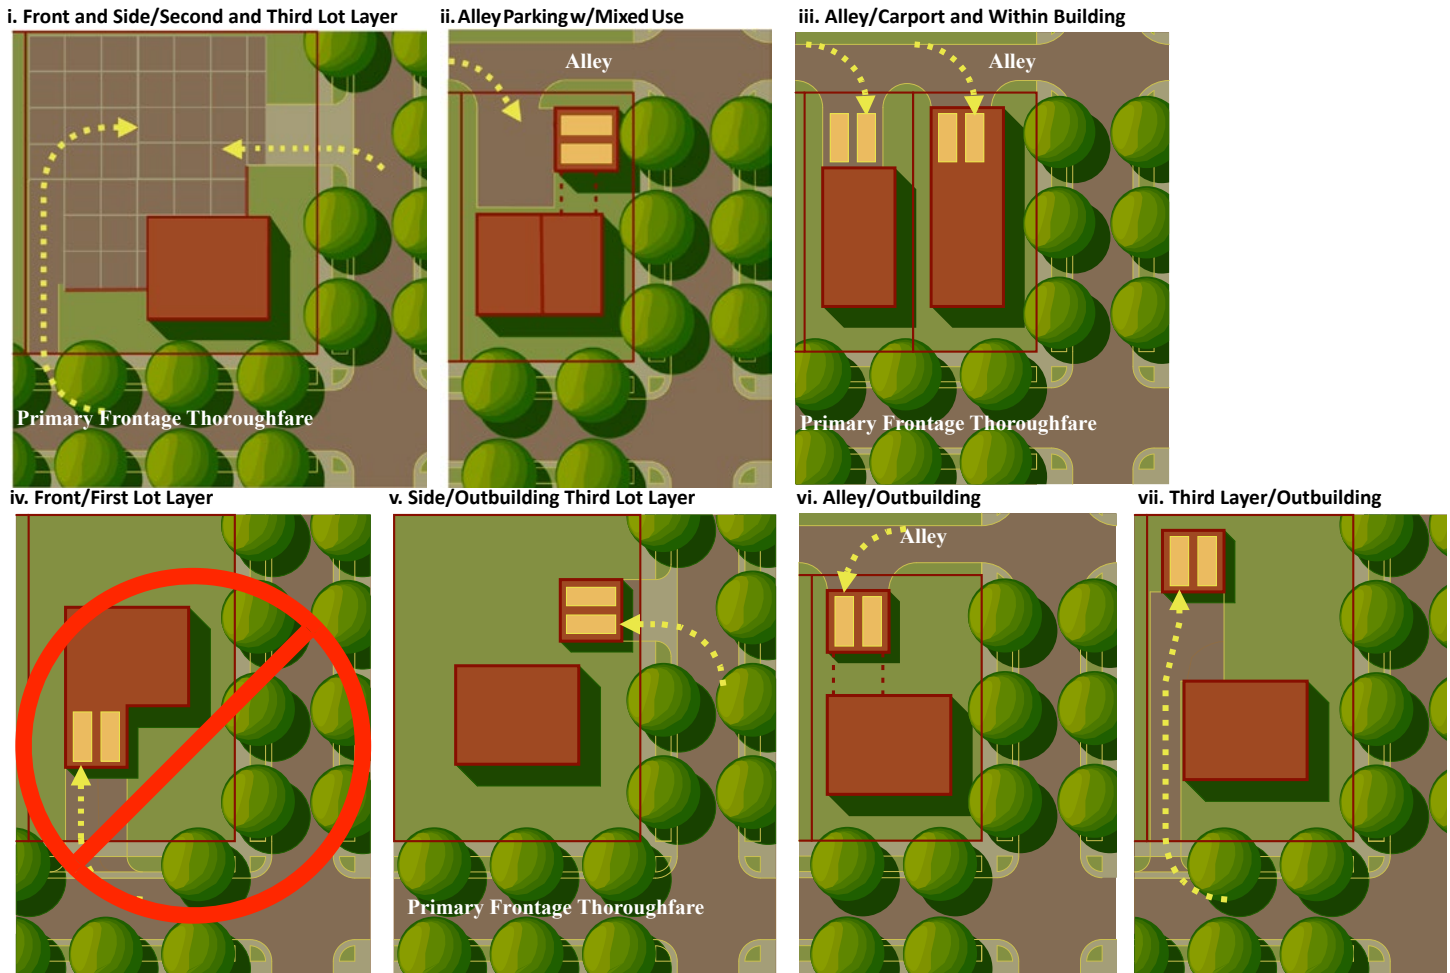 i. Front and Side/Second and Third Lot Layer
ii. Alley Parking w/Mixed Use
iii. Alley/Carport and Within Building
Alley
Alley
Primary Frontage Thoroughfare
Primary Frontage Thoroughfare
iv. Front/First Lot Layer
v. Side/Outbuilding Third Lot Layer
vi. Alley/Outbuilding
vii. Third Layer/Outbuilding
Alley
Primary Frontage Thoroughfare